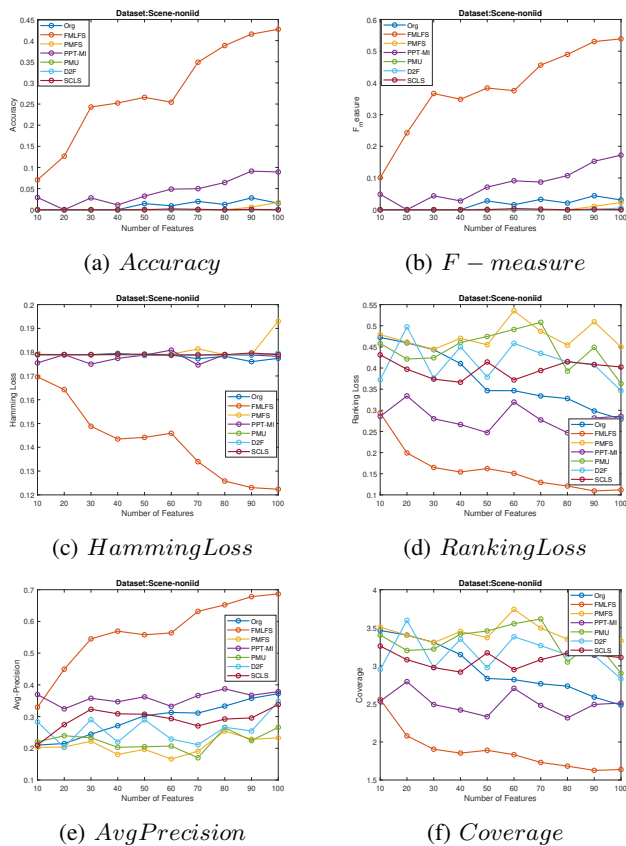 Dataset:Scene-noniid
Dataset:Scene-noniid
0.45
0.4
0.35
0.3
0.25
0.2
0.15
0.1
0.05
0
Accuracy
Org
FMLFS
PMFS
PPT-MI
PMU
D2F
SCLS
10 20 30 40 50 60 70 80 90 100
Number of Features
0.6
0.5
0.4
0.3
0.2
0.1
0
F_measure
Org
FMLFS
PMFS
PPT-MI
PMU
D2F
SCLS
10 20 30 40 50 60 70 80 90 100
Number of Features
(a) Accuracy
(b) F − measure
Dataset:Scene-noniid
Dataset:Scene-noniid
0.2
0.19
0.18
0.17
0.16
0.15
0.14
0.13
0.12
Hamming Loss
Org
FMLFS
PMFS
PPT-MI
PMU
D2F
SCLS
10 20 30 40 50 60 70 80 90 100
Number of Features
0.55
0.5
0.45
0.4
0.35
0.3
0.25
0.2
0.15
0.1
Ranking Loss
Org
FMLFS
PMFS
PPT-MI
PMU
D2F
SCLS
10 20 30 40 50 60 70 80 90 100
Number of Features
(c) HammingLoss
(d) RankingLoss
Dataset:Scene-noniid
Dataset:Scene-noniid
0.7
0.6
0.5
0.4
0.3
0.2
0.1
Avg-Precision
Org
FMLFS
PMFS
PPT-MI
PMU
D2F
SCLS
10 20 30 40 50 60 70 80 90 100
Number of Features
4
3.5
3
2.5
2
1.5
Coverage
Org
FMLFS
PMFS
PPT-MI
PMU
D2F
SCLS
10 20 30 40 50 60 70 80 90 100
Number of Features
(e) AvgPrecision
(f) Coverage